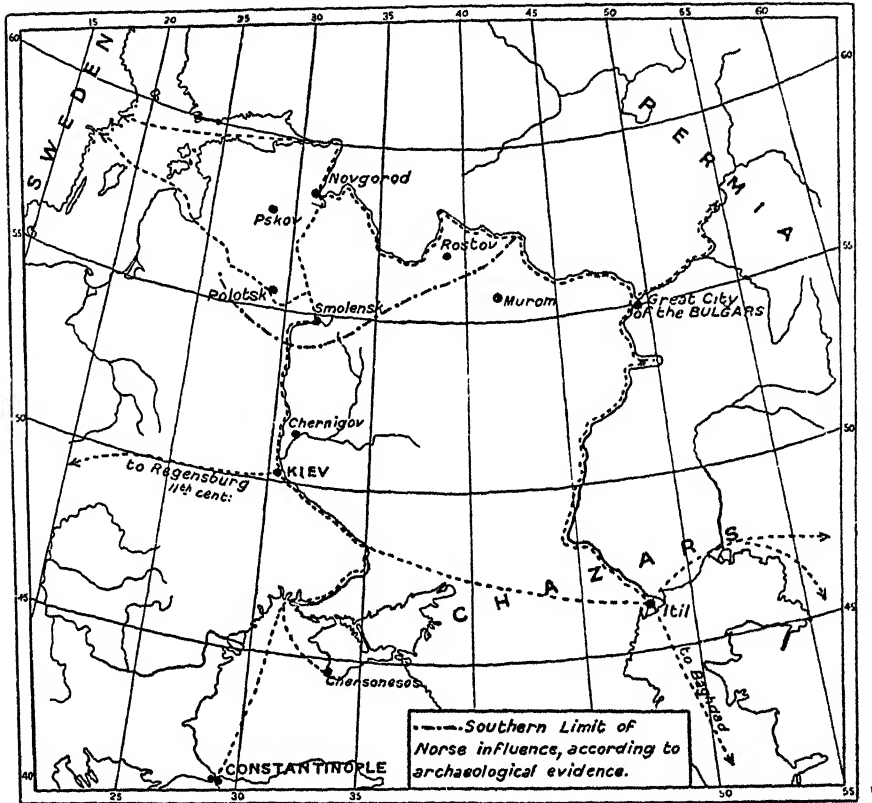 15
20
25
30
35
40
45
50
55
60
60
60
SWEDEN
PERMIA
Novgorod
Pskov
55
55
Rostov
Polotsk
Smolensk
Murom
Great City
of the BULGARS
50
50
Chernigov
to Regensburg
11th cent:
KIEV
CHAZARS
45
45
Itil
to Baghdad
Chersonesos
Southern Limit of
Norse influence, according to
archaeological evidence.
CONSTANTINOPLE
40
25
30
35
50
55